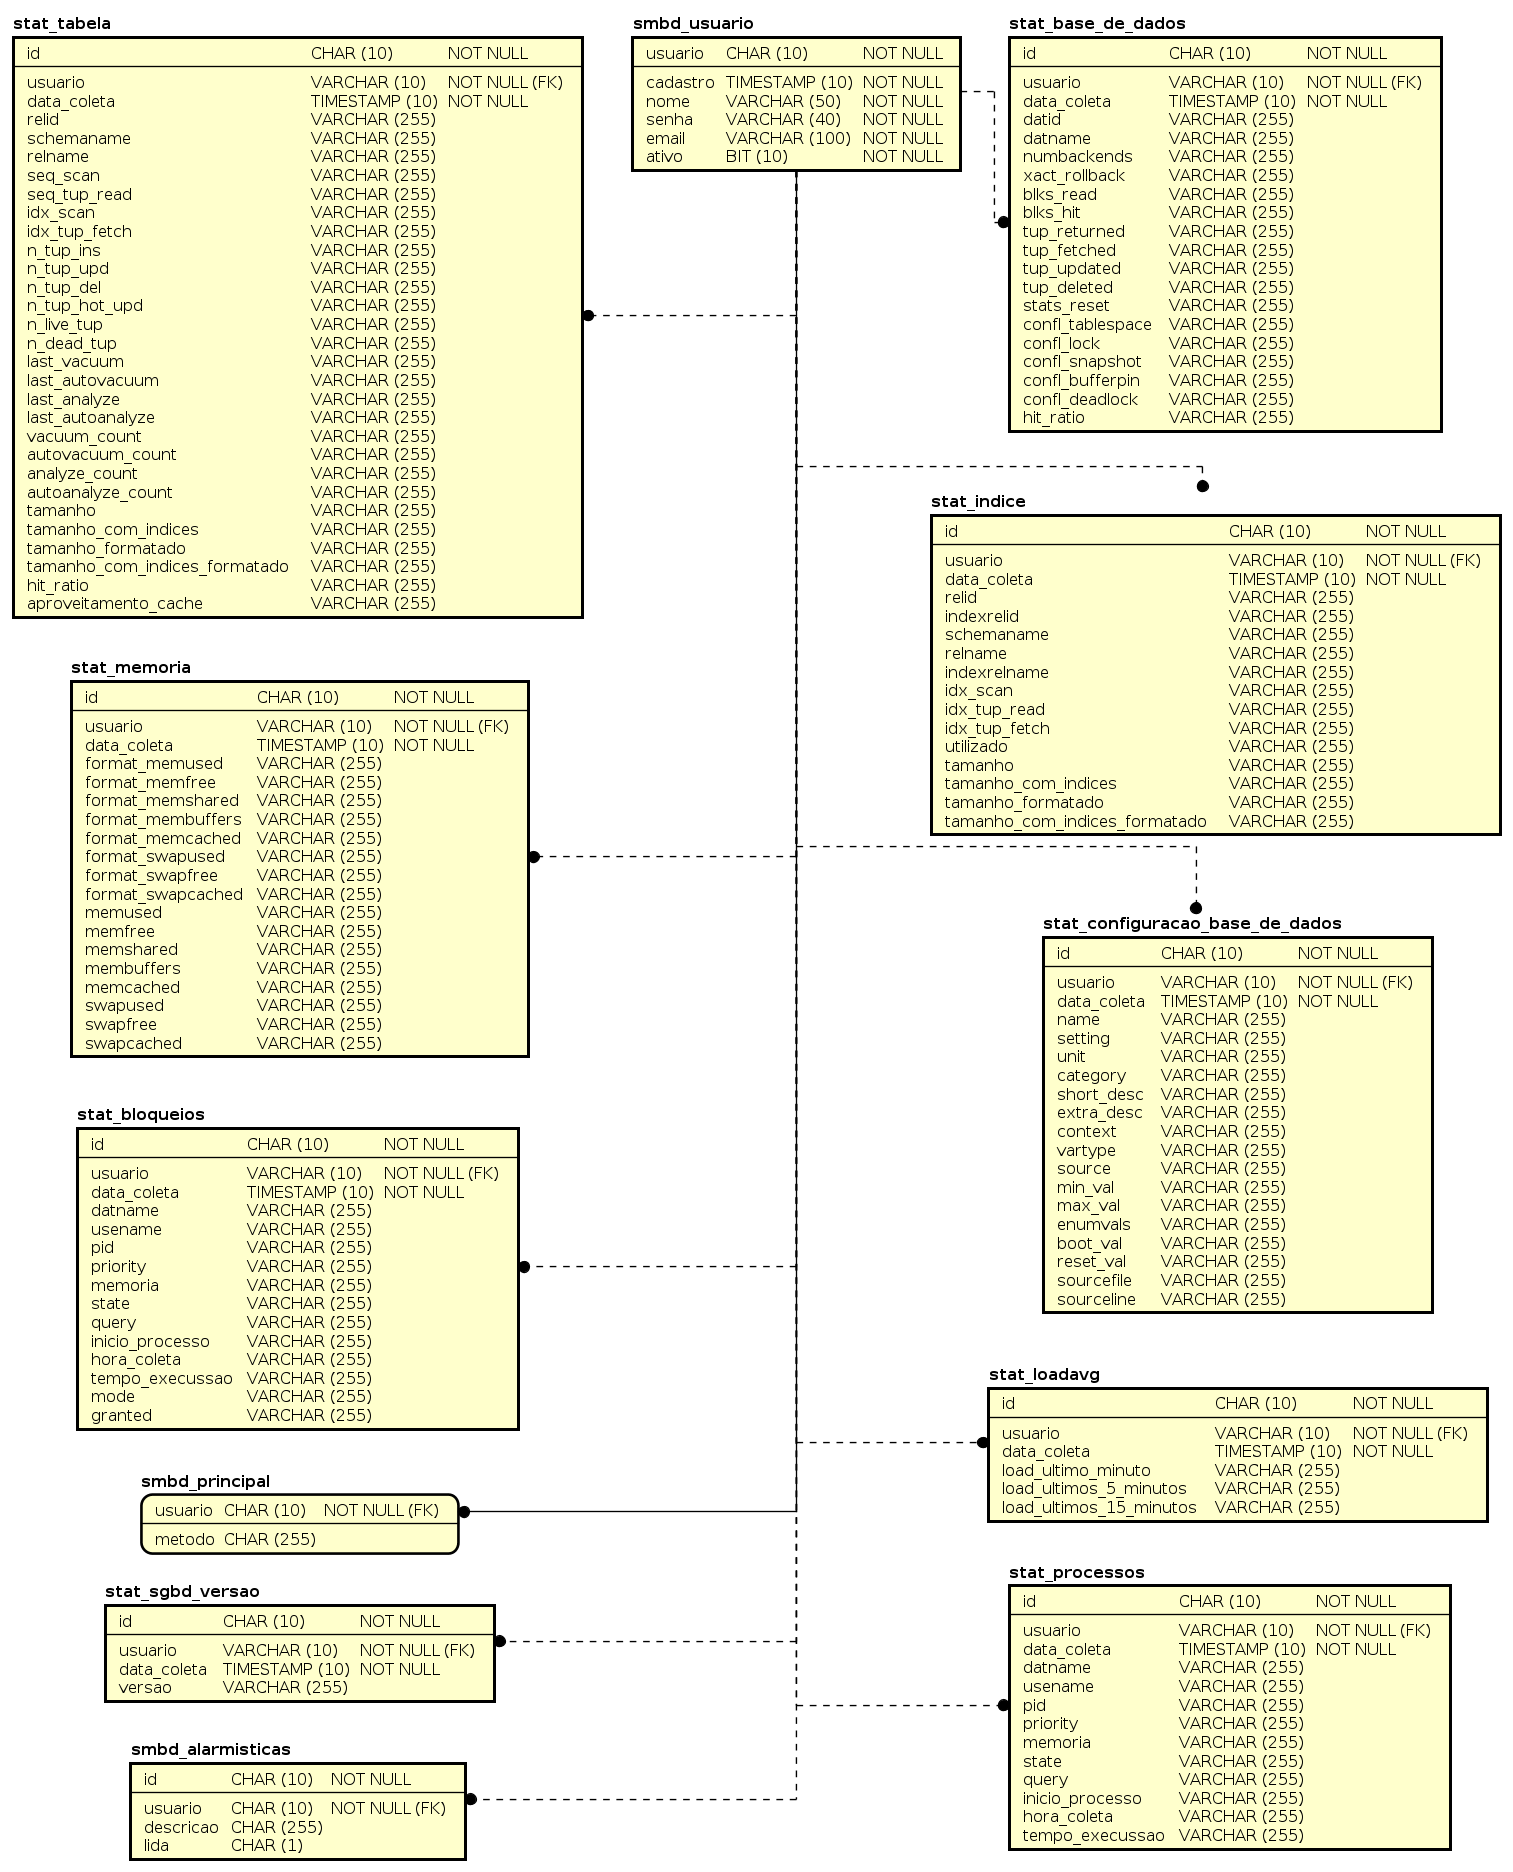 stat_tabela
id CHAR (10) NOT NULL
usuario VARCHAR (10) NOT NULL (FK)
data_coleta TIMESTAMP (10) NOT NULL
relid VARCHAR (255)
schemaname VARCHAR (255)
relname VARCHAR (255)
seq_scan VARCHAR (255)
seq_tup_read VARCHAR (255)
idx_scan VARCHAR (255)
idx_tup_fetch VARCHAR (255)
n_tup_ins VARCHAR (255)
n_tup_upd VARCHAR (255)
n_tup_del VARCHAR (255)
n_tup_hot_upd VARCHAR (255)
n_live_tup VARCHAR (255)
n_dead_tup VARCHAR (255)
last_vacuum VARCHAR (255)
last_autovacuum VARCHAR (255)
last_analyze VARCHAR (255)
last_autoanalyze VARCHAR (255)
vacuum_count VARCHAR (255)
autovacuum_count VARCHAR (255)
analyze_count VARCHAR (255)
autoanalyze_count VARCHAR (255)
tamanho VARCHAR (255)
tamanho_com_indices VARCHAR (255)
tamanho_formatado VARCHAR (255)
tamanho_com_indices_formatado VARCHAR (255)
hit_ratio VARCHAR (255)
aproveitamento_cache VARCHAR (255)
smbd_usuario
usuario CHAR (10) NOT NULL
cadastro TIMESTAMP (10) NOT NULL
nome VARCHAR (50) NOT NULL
senha VARCHAR (40) NOT NULL
email VARCHAR (100) NOT NULL
ativo BIT (10) NOT NULL
stat_base_de_dados
id CHAR (10) NOT NULL
usuario VARCHAR (10) NOT NULL (FK)
data_coleta TIMESTAMP (10) NOT NULL
datid VARCHAR (255)
datname VARCHAR (255)
numbackends VARCHAR (255)
xact_rollback VARCHAR (255)
blks_read VARCHAR (255)
blks_hit VARCHAR (255)
tup_returned VARCHAR (255)
tup_fetched VARCHAR (255)
tup_updated VARCHAR (255)
tup_deleted VARCHAR (255)
stats_reset VARCHAR (255)
confl_tablespace VARCHAR (255)
confl_lock VARCHAR (255)
confl_snapshot VARCHAR (255)
confl_bufferpin VARCHAR (255)
confl_deadlock VARCHAR (255)
hit_ratio VARCHAR (255)
stat_indice
id CHAR (10) NOT NULL
usuario VARCHAR (10) NOT NULL (FK)
data_coleta TIMESTAMP (10) NOT NULL
relid VARCHAR (255)
indexrelid VARCHAR (255)
schemaname VARCHAR (255)
relname VARCHAR (255)
indexrelname VARCHAR (255)
idx_scan VARCHAR (255)
idx_tup_read VARCHAR (255)
idx_tup_fetch VARCHAR (255)
utilizado VARCHAR (255)
tamanho VARCHAR (255)
tamanho_com_indices VARCHAR (255)
tamanho_formatado VARCHAR (255)
tamanho_com_indices_formatado VARCHAR (255)
stat_memoria
id CHAR (10) NOT NULL
usuario VARCHAR (10) NOT NULL (FK)
data_coleta TIMESTAMP (10) NOT NULL
format_memused VARCHAR (255)
format_memfree VARCHAR (255)
format_memshared VARCHAR (255)
format_membuffers VARCHAR (255)
format_memcached VARCHAR (255)
format_swapused VARCHAR (255)
format_swapfree VARCHAR (255)
format_swapcached VARCHAR (255)
memused VARCHAR (255)
memfree VARCHAR (255)
memshared VARCHAR (255)
membuffers VARCHAR (255)
memcached VARCHAR (255)
swapused VARCHAR (255)
swapfree VARCHAR (255)
swapcached VARCHAR (255)
stat_configuracao_base_de_dados
id CHAR (10) NOT NULL
usuario VARCHAR (10) NOT NULL (FK)
data_coleta TIMESTAMP (10) NOT NULL
name VARCHAR (255)
setting VARCHAR (255)
unit VARCHAR (255)
category VARCHAR (255)
short_desc VARCHAR (255)
extra_desc VARCHAR (255)
context VARCHAR (255)
vartype VARCHAR (255)
source VARCHAR (255)
min_val VARCHAR (255)
max_val VARCHAR (255)
enumvals VARCHAR (255)
boot_val VARCHAR (255)
reset_val VARCHAR (255)
sourcefile VARCHAR (255)
sourceline VARCHAR (255)
stat_bloqueios
id CHAR (10) NOT NULL
usuario VARCHAR (10) NOT NULL (FK)
data_coleta TIMESTAMP (10) NOT NULL
datname VARCHAR (255)
usename VARCHAR (255)
pid VARCHAR (255)
priority VARCHAR (255)
memoria VARCHAR (255)
state VARCHAR (255)
query VARCHAR (255)
inicio_processo VARCHAR (255)
hora_coleta VARCHAR (255)
tempo_execussao VARCHAR (255)
mode VARCHAR (255)
granted VARCHAR (255)
stat_loadavg
id CHAR (10) NOT NULL
usuario VARCHAR (10) NOT NULL (FK)
data_coleta TIMESTAMP (10) NOT NULL
load_ultimo_minuto VARCHAR (255)
load_ultimos_5_minutos VARCHAR (255)
load_ultimos_15_minutos VARCHAR (255)
smbd_principal
usuario CHAR (10) NOT NULL (FK)
metodo CHAR (255)
stat_sgbd_versao
id CHAR (10) NOT NULL
usuario VARCHAR (10) NOT NULL (FK)
data_coleta TIMESTAMP (10) NOT NULL
versao VARCHAR (255)
stat_processos
id CHAR (10) NOT NULL
usuario VARCHAR (10) NOT NULL (FK)
data_coleta TIMESTAMP (10) NOT NULL
datname VARCHAR (255)
usename VARCHAR (255)
pid VARCHAR (255)
priority VARCHAR (255)
memoria VARCHAR (255)
state VARCHAR (255)
query VARCHAR (255)
inicio_processo VARCHAR (255)
hora_coleta VARCHAR (255)
tempo_execussao VARCHAR (255)
smbd_alarmisticas
id CHAR (10) NOT NULL
usuario CHAR (10) NOT NULL (FK)
descricao CHAR (255)
lida CHAR (1)